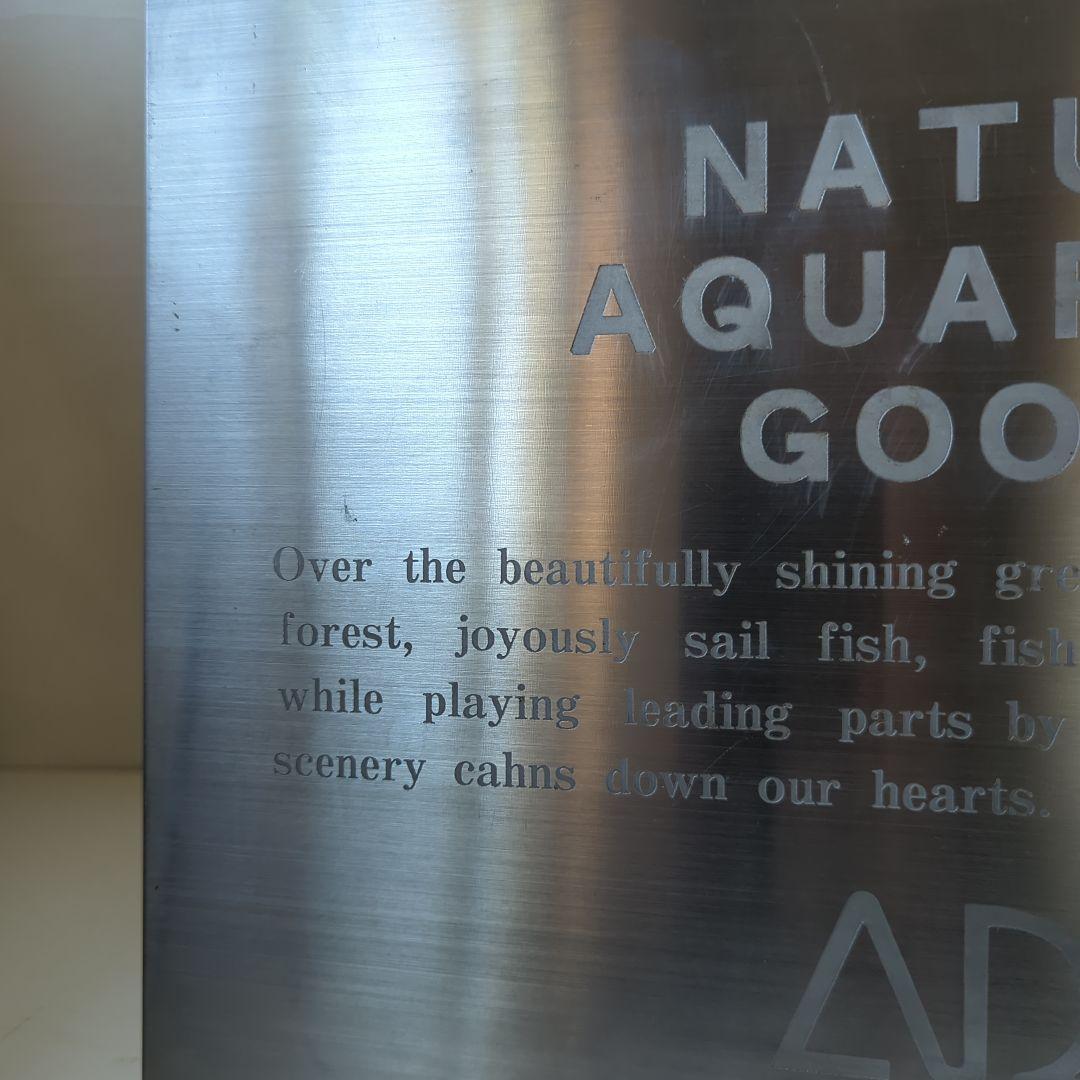 NATU
AQUA
GOO
Over the beautifully shining gre
forest, joyously sail fish, fish
while playing leading parts by
scenery cahns down our hearts.
AD